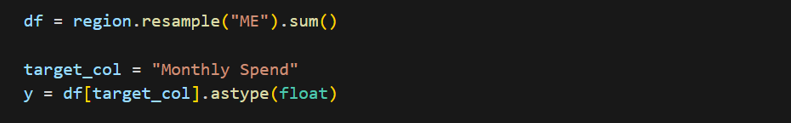 df = region.resample("ME").sum()
target_col = "Monthly Spend"
y = df[target_col].astype(float)